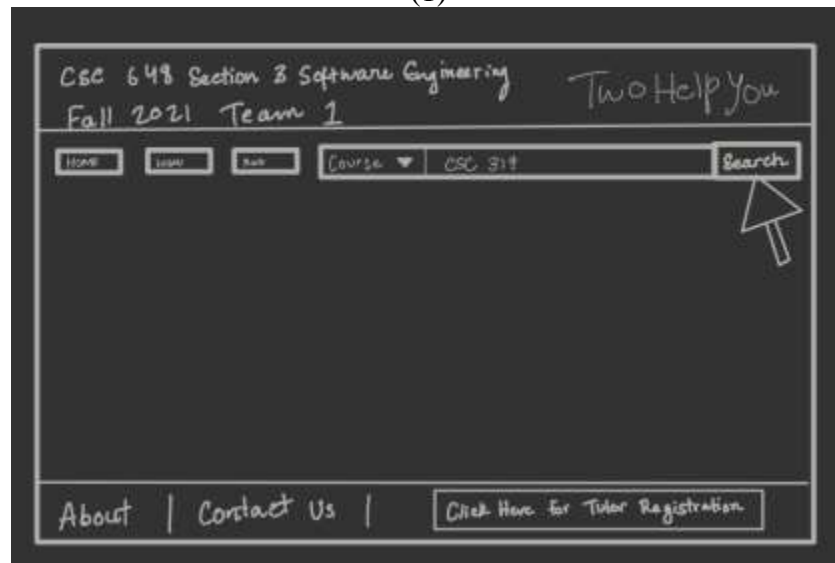 (1)
CSC 648 Section 3 Software Engineering
Fall 2021 Team 1
TwoHelpYou
HOME
Course ▼
CSC 317
Search
About | Contact Us |
Click Here for Tutor Registration